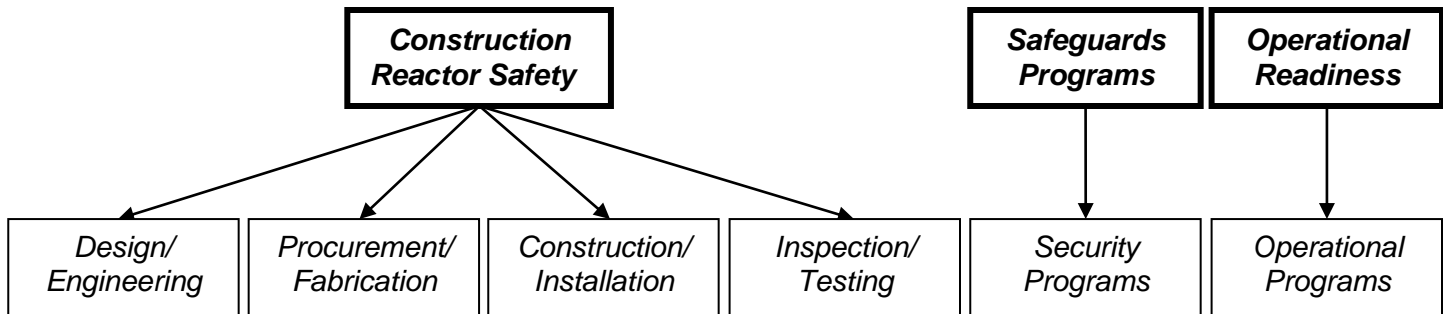 Construction
Reactor Safety
Safeguards
Programs
Operational
Readiness
Design/
Engineering
Procurement/
Fabrication
Construction/
Installation
Inspection/
Testing
Security
Programs
Operational
Programs